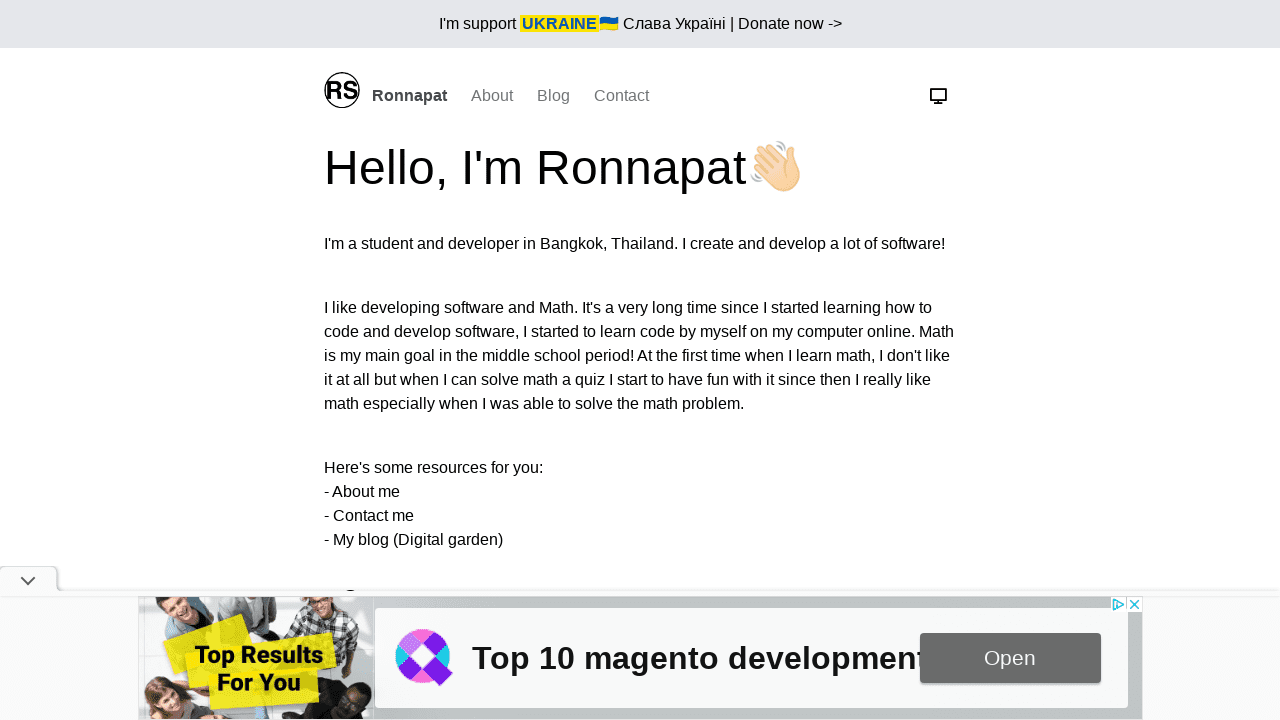 I'm support UKRAINE🇺🇦 Слава Україні | Donate now ->
RS Ronnapat About Blog Contact
Hello, I'm Ronnapat👋🏻
I'm a student and developer in Bangkok, Thailand. I create and develop a lot of software!
I like developing software and Math. It's a very long time since I started learning how to
code and develop software, I started to learn code by myself on my computer online. Math
is my main goal in the middle school period! At the first time when I learn math, I don't like
it at all but when I can solve math a quiz I start to have fun with it since then I really like
math especially when I was able to solve the math problem.
Here's some resources for you:
- About me
- Contact me
- My blog (Digital garden)
Top Results
For You
Top 10 magento development
Open